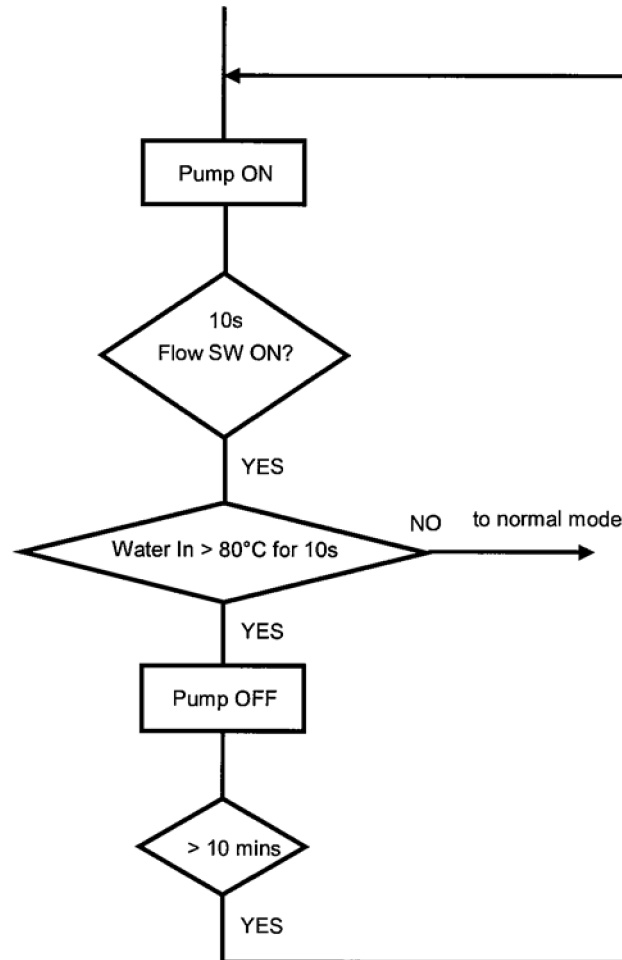 Pump ON
10s
Flow SW ON?
YES
NO
to normal mode
Water In > 80°C for 10s
YES
Pump OFF
> 10 mins
YES